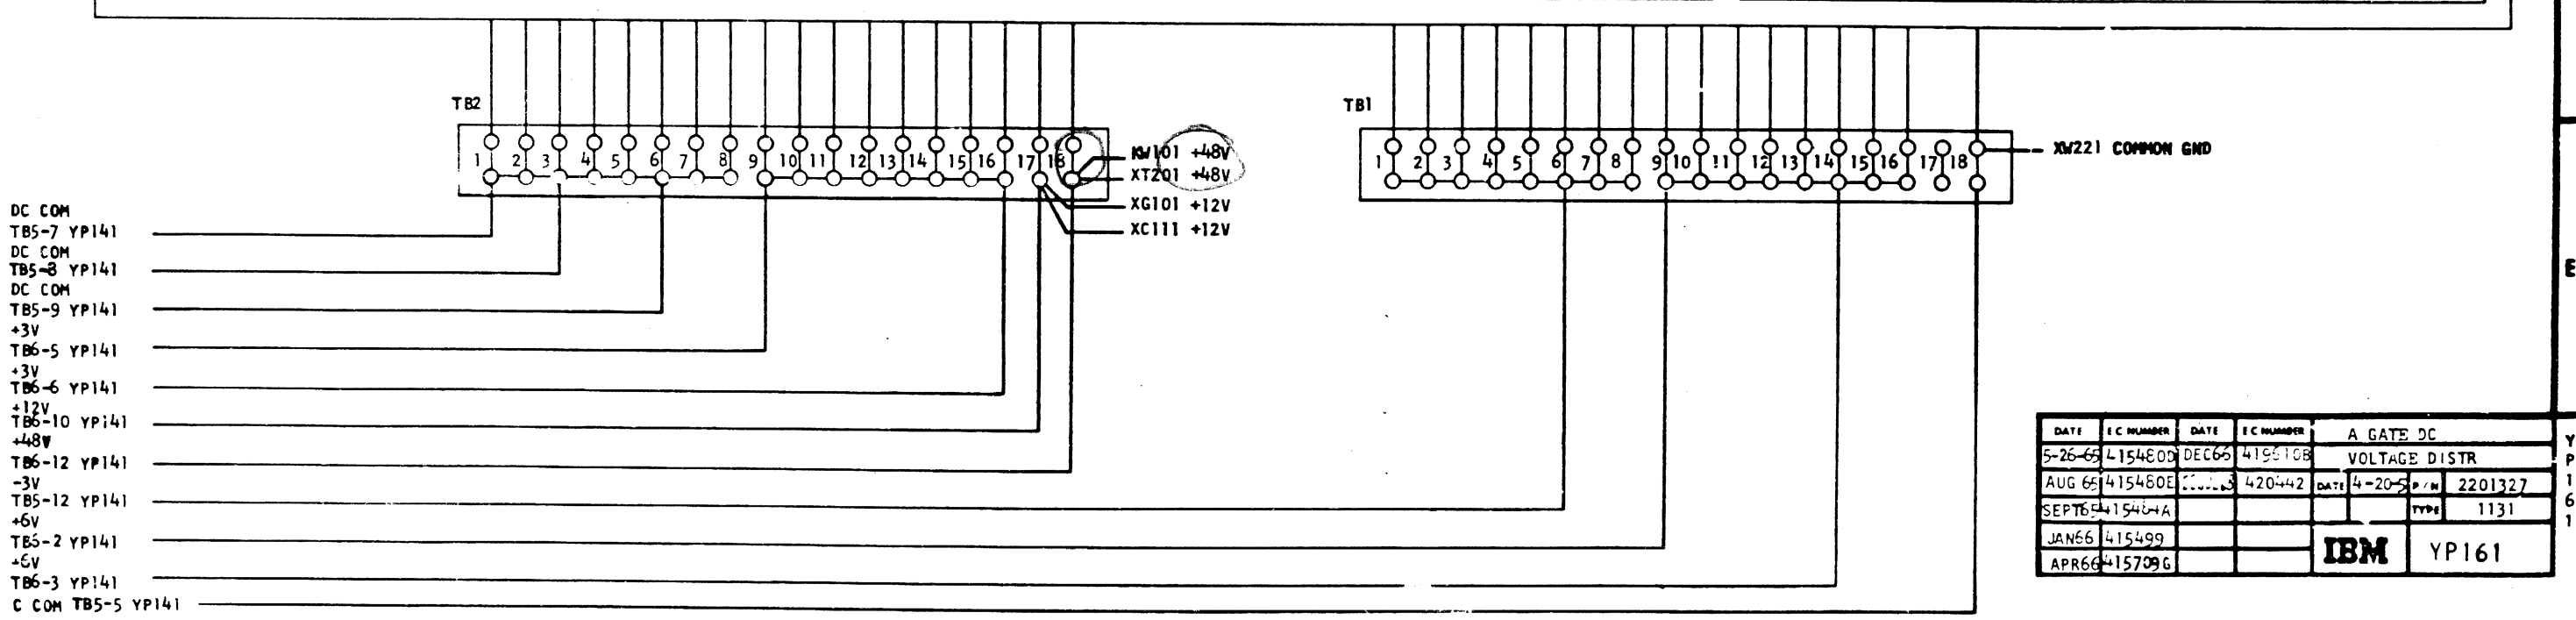 TB2
TB1
1 2 3 4 5 6 7 8 9 10 11 12 13 14 15 16 17 18
1 2 3 4 5 6 7 8 9 10 11 12 13 14 15 16 17 18
KW101 +48V
XT201 +48V
XG101 +12V
XC111 +12V
XW221 COMMON GND
DC COM
TB5-7 YP141
DC COM
TB5-8 YP141
DC COM
TB5-9 YP141
+3V
TB6-5 YP141
+3V
TB6-6 YP141
+12V
TB6-10 YP141
+48V
TB6-12 YP141
-3V
TB5-12 YP141
+6V
TB6-2 YP141
+6V
TB6-3 YP141
C COM TB5-5 YP141
E
DATE EC NUMBER DATE EC NUMBER A GATE DC
5-26-65 415480D DEC66 VOLTAGE DISTR
AUG 65 415480E 420442 DATE 4-20-5 P/N 2201327
SEPT65 TYPE 1131
JAN66 415499
APR66 415709G
IBM YP161
YP161